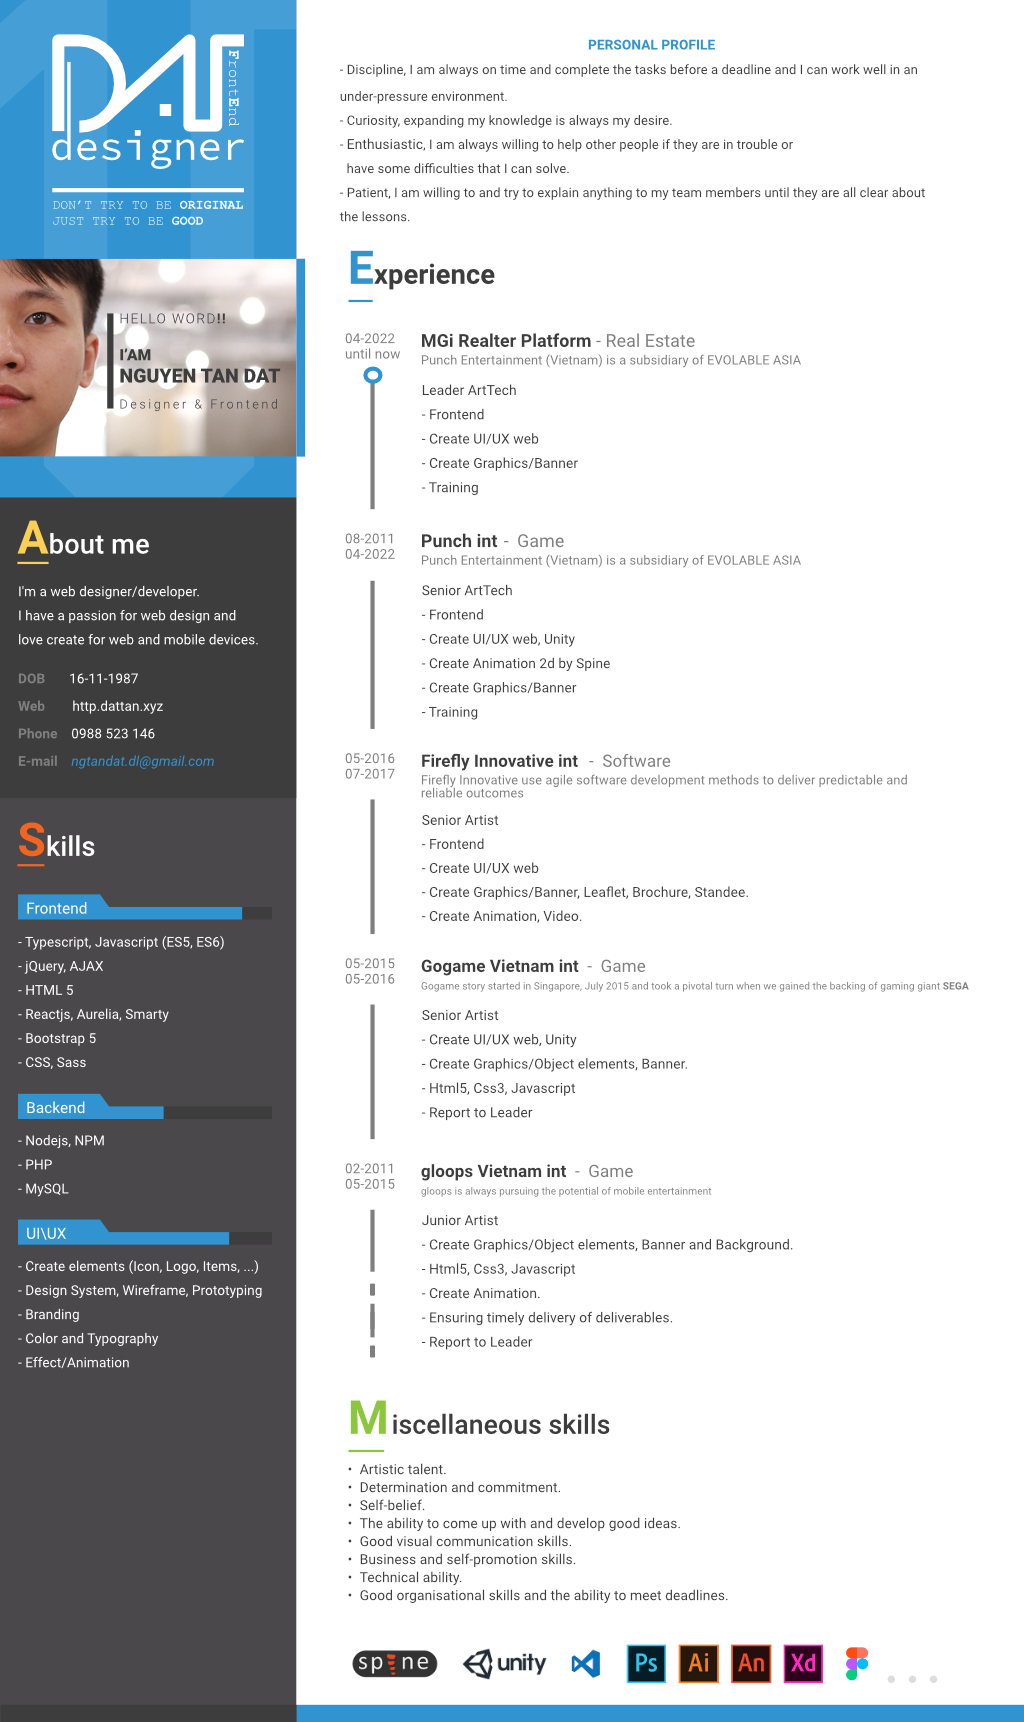 DAT
FrontEnd
designer
DON'T TRY TO BE ORIGINAL
JUST TRY TO BE GOOD
HELLO WORD!!
I'AM
NGUYEN TAN DAT
Designer & Frontend
About me
I'm a web designer/developer.
I have a passion for web design and
love create for web and mobile devices.
DOB 16-11-1987
Web http.dattan.xyz
Phone 0988 523 146
E-mail ngtandat.dl@gmail.com
Skills
Frontend
- Typescript, Javascript (ES5, ES6)
- jQuery, AJAX
- HTML 5
- Reactjs, Aurelia, Smarty
- Bootstrap 5
- CSS, Sass
Backend
- Nodejs, NPM
- PHP
- MySQL
UI\UX
- Create elements (Icon, Logo, Items, ...)
- Design System, Wireframe, Prototyping
- Branding
- Color and Typography
- Effect/Animation
PERSONAL PROFILE
- Discipline, I am always on time and complete the tasks before a deadline and I can work well in an
under-pressure environment.
- Curiosity, expanding my knowledge is always my desire.
- Enthusiastic, I am always willing to help other people if they are in trouble or
have some difficulties that I can solve.
- Patient, I am willing to and try to explain anything to my team members until they are all clear about
the lessons.
Experience
04-2022
until now
MGi Realter Platform - Real Estate
Punch Entertainment (Vietnam) is a subsidiary of EVOLABLE ASIA
Leader ArtTech
- Frontend
- Create UI/UX web
- Create Graphics/Banner
- Training
08-2011
04-2022
Punch int - Game
Punch Entertainment (Vietnam) is a subsidiary of EVOLABLE ASIA
Senior ArtTech
- Frontend
- Create UI/UX web, Unity
- Create Animation 2d by Spine
- Create Graphics/Banner
- Training
05-2016
07-2017
Firefly Innovative int - Software
Firefly Innovative use agile software development methods to deliver predictable and
reliable outcomes
Senior Artist
- Frontend
- Create UI/UX web
- Create Graphics/Banner, Leaflet, Brochure, Standee.
- Create Animation, Video.
05-2015
05-2016
Gogame Vietnam int - Game
Gogame story started in Singapore, July 2015 and took a pivotal turn when we gained the backing of gaming giant SEGA
Senior Artist
- Create UI/UX web, Unity
- Create Graphics/Object elements, Banner.
- Html5, Css3, Javascript
- Report to Leader
02-2011
05-2015
gloops Vietnam int - Game
gloops is always pursuing the potential of mobile entertainment
Junior Artist
- Create Graphics/Object elements, Banner and Background.
- Html5, Css3, Javascript
- Create Animation.
- Ensuring timely delivery of deliverables.
- Report to Leader
Miscellaneous skills
• Artistic talent.
• Determination and commitment.
• Self-belief.
• The ability to come up with and develop good ideas.
• Good visual communication skills.
• Business and self-promotion skills.
• Technical ability.
• Good organisational skills and the ability to meet deadlines.
spine unity Ps Ai An Xd